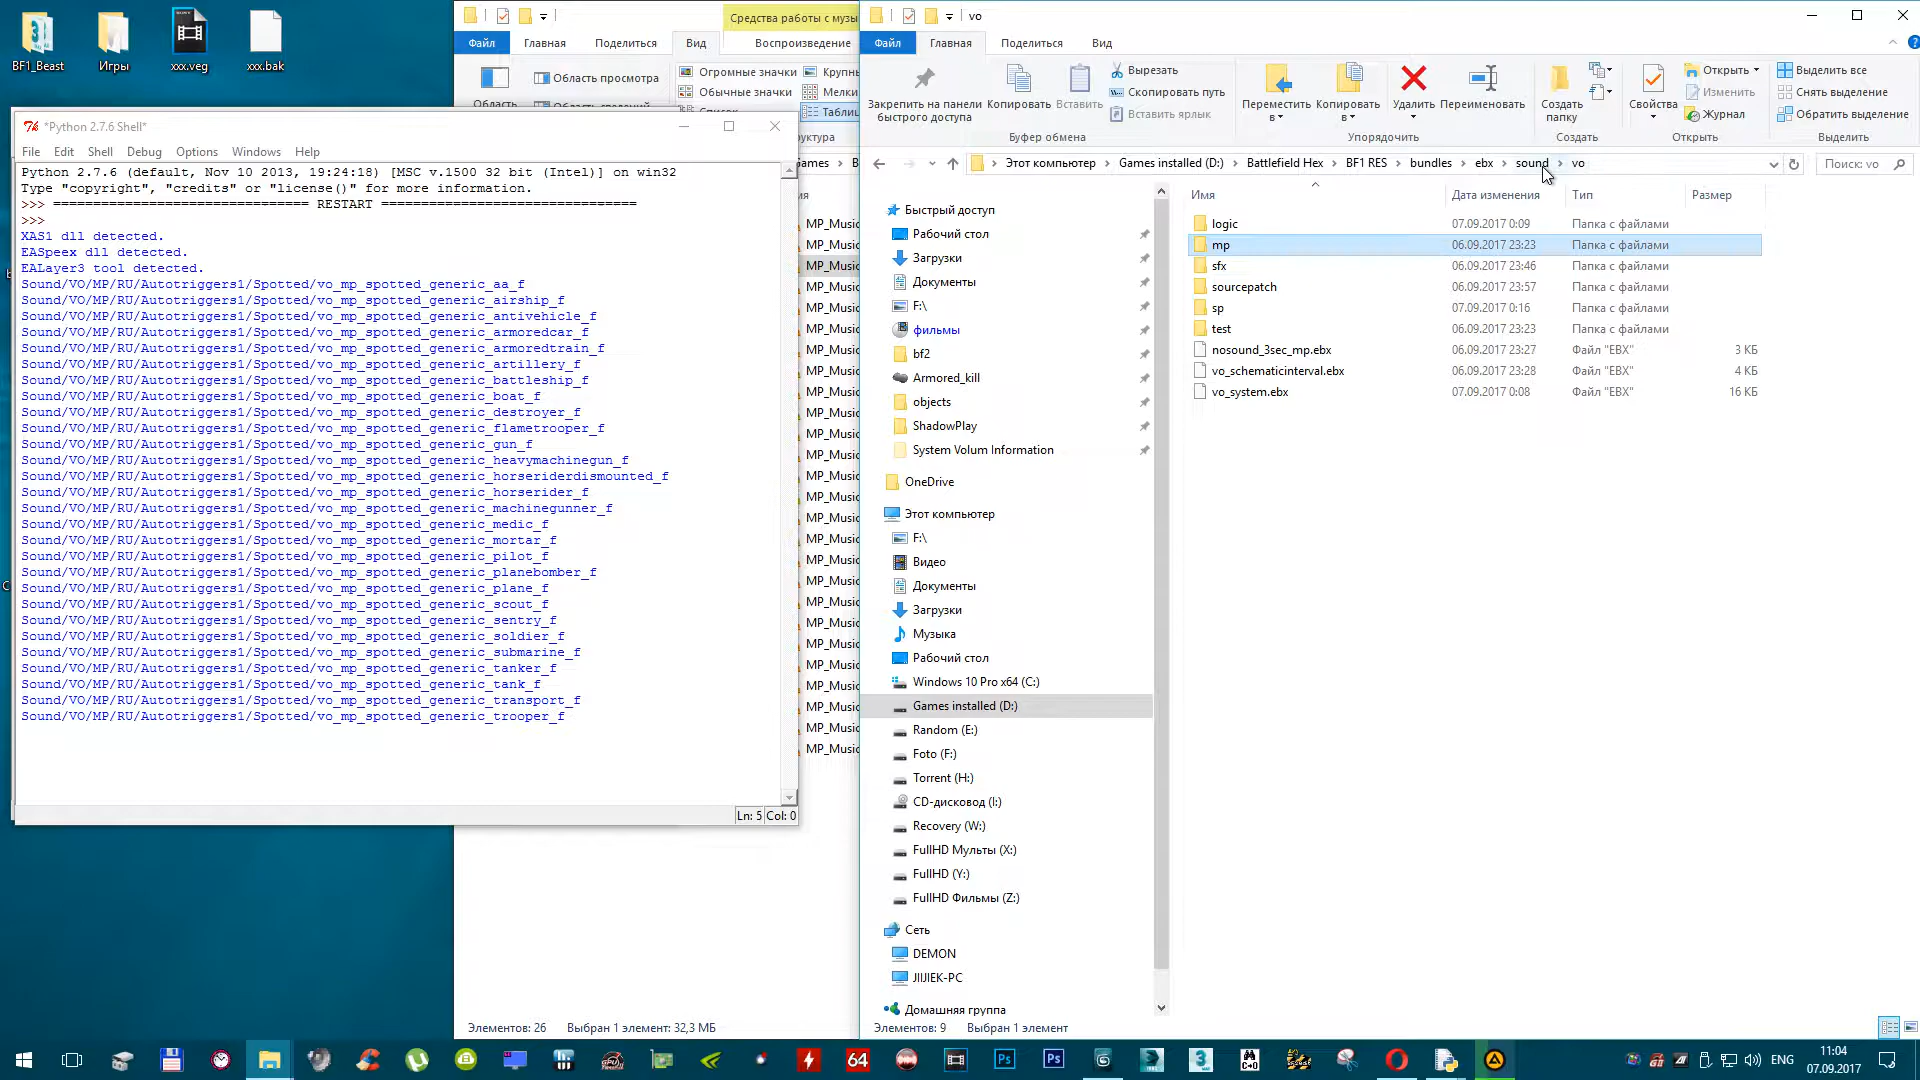 BF1_Beast
Игры
xxx.veg
xxx.bak
*Python 2.7.6 Shell*
File Edit Shell Debug Options Windows Help
Python 2.7.6 (default, Nov 10 2013, 19:24:18) [MSC v.1500 32 bit (Intel)] on win32
Type "copyright", "credits" or "license()" for more information.
>>> ================================ RESTART ================================
>>>
XAS1 dll detected.
EASpeex dll detected.
EALayer3 tool detected.
Sound/VO/MP/RU/Autotriggers1/Spotted/vo_mp_spotted_generic_aa_f
Sound/VO/MP/RU/Autotriggers1/Spotted/vo_mp_spotted_generic_airship_f
Sound/VO/MP/RU/Autotriggers1/Spotted/vo_mp_spotted_generic_antivehicle_f
Sound/VO/MP/RU/Autotriggers1/Spotted/vo_mp_spotted_generic_armoredcar_f
Sound/VO/MP/RU/Autotriggers1/Spotted/vo_mp_spotted_generic_armoredtrain_f
Sound/VO/MP/RU/Autotriggers1/Spotted/vo_mp_spotted_generic_artillery_f
Sound/VO/MP/RU/Autotriggers1/Spotted/vo_mp_spotted_generic_battleship_f
Sound/VO/MP/RU/Autotriggers1/Spotted/vo_mp_spotted_generic_boat_f
Sound/VO/MP/RU/Autotriggers1/Spotted/vo_mp_spotted_generic_destroyer_f
Sound/VO/MP/RU/Autotriggers1/Spotted/vo_mp_spotted_generic_flametrooper_f
Sound/VO/MP/RU/Autotriggers1/Spotted/vo_mp_spotted_generic_gun_f
Sound/VO/MP/RU/Autotriggers1/Spotted/vo_mp_spotted_generic_heavymachinegun_f
Sound/VO/MP/RU/Autotriggers1/Spotted/vo_mp_spotted_generic_horseriderdismounted_f
Sound/VO/MP/RU/Autotriggers1/Spotted/vo_mp_spotted_generic_horserider_f
Sound/VO/MP/RU/Autotriggers1/Spotted/vo_mp_spotted_generic_machinegunner_f
Sound/VO/MP/RU/Autotriggers1/Spotted/vo_mp_spotted_generic_medic_f
Sound/VO/MP/RU/Autotriggers1/Spotted/vo_mp_spotted_generic_mortar_f
Sound/VO/MP/RU/Autotriggers1/Spotted/vo_mp_spotted_generic_pilot_f
Sound/VO/MP/RU/Autotriggers1/Spotted/vo_mp_spotted_generic_planebomber_f
Sound/VO/MP/RU/Autotriggers1/Spotted/vo_mp_spotted_generic_plane_f
Sound/VO/MP/RU/Autotriggers1/Spotted/vo_mp_spotted_generic_scout_f
Sound/VO/MP/RU/Autotriggers1/Spotted/vo_mp_spotted_generic_sentry_f
Sound/VO/MP/RU/Autotriggers1/Spotted/vo_mp_spotted_generic_soldier_f
Sound/VO/MP/RU/Autotriggers1/Spotted/vo_mp_spotted_generic_submarine_f
Sound/VO/MP/RU/Autotriggers1/Spotted/vo_mp_spotted_generic_tanker_f
Sound/VO/MP/RU/Autotriggers1/Spotted/vo_mp_spotted_generic_tank_f
Sound/VO/MP/RU/Autotriggers1/Spotted/vo_mp_spotted_generic_transport_f
Sound/VO/MP/RU/Autotriggers1/Spotted/vo_mp_spotted_generic_trooper_f
Ln: 5 Col: 0
Средства работы с музы
Файл Главная Поделиться Вид Воспроизведение
Область просмотра
Огромные значки
Обычные значки
Элементов: 26 Выбран 1 элемент: 32,3 МБ
vo
Файл Главная Поделиться Вид
Закрепить на панели быстрого доступа
Копировать
Вставить
Вырезать
Скопировать путь
Вставить ярлык
Буфер обмена
Переместить в
Копировать в
Удалить
Переименовать
Упорядочить
Создать папку
Создать
Свойства
Открыть
Изменить
Журнал
Открыть
Выделить все
Снять выделение
Обратить выделение
Выделить
Этот компьютер > Games installed (D:) > Battlefield Hex > BF1 RES > bundles > ebx > sound > vo
Поиск: vo
Быстрый доступ
Рабочий стол
Загрузки
Документы
F:\
фильмы
bf2
Armored_kill
objects
ShadowPlay
System Volum Information
OneDrive
Этот компьютер
F:\
Видео
Документы
Загрузки
Музыка
Рабочий стол
Windows 10 Pro x64 (C:)
Games installed (D:)
Random (E:)
Foto (F:)
Torrent (H:)
CD-дисковод (I:)
Recovery (W:)
FullHD Мульты (X:)
FullHD (Y:)
FullHD Фильмы (Z:)
Сеть
DEMON
JIJIEK-PC
Домашняя группа
Имя Дата изменения Тип Размер
logic 07.09.2017 0:09 Папка с файлами
mp 06.09.2017 23:23 Папка с файлами
sfx 06.09.2017 23:46 Папка с файлами
sourcepatch 06.09.2017 23:57 Папка с файлами
sp 07.09.2017 0:16 Папка с файлами
test 06.09.2017 23:23 Папка с файлами
nosound_3sec_mp.ebx 06.09.2017 23:27 Файл "EBX" 3 КБ
vo_schematicinterval.ebx 06.09.2017 23:28 Файл "EBX" 4 КБ
vo_system.ebx 07.09.2017 0:08 Файл "EBX" 16 КБ
Элементов: 9 Выбран 1 элемент
64
ENG
11:04
07.09.2017